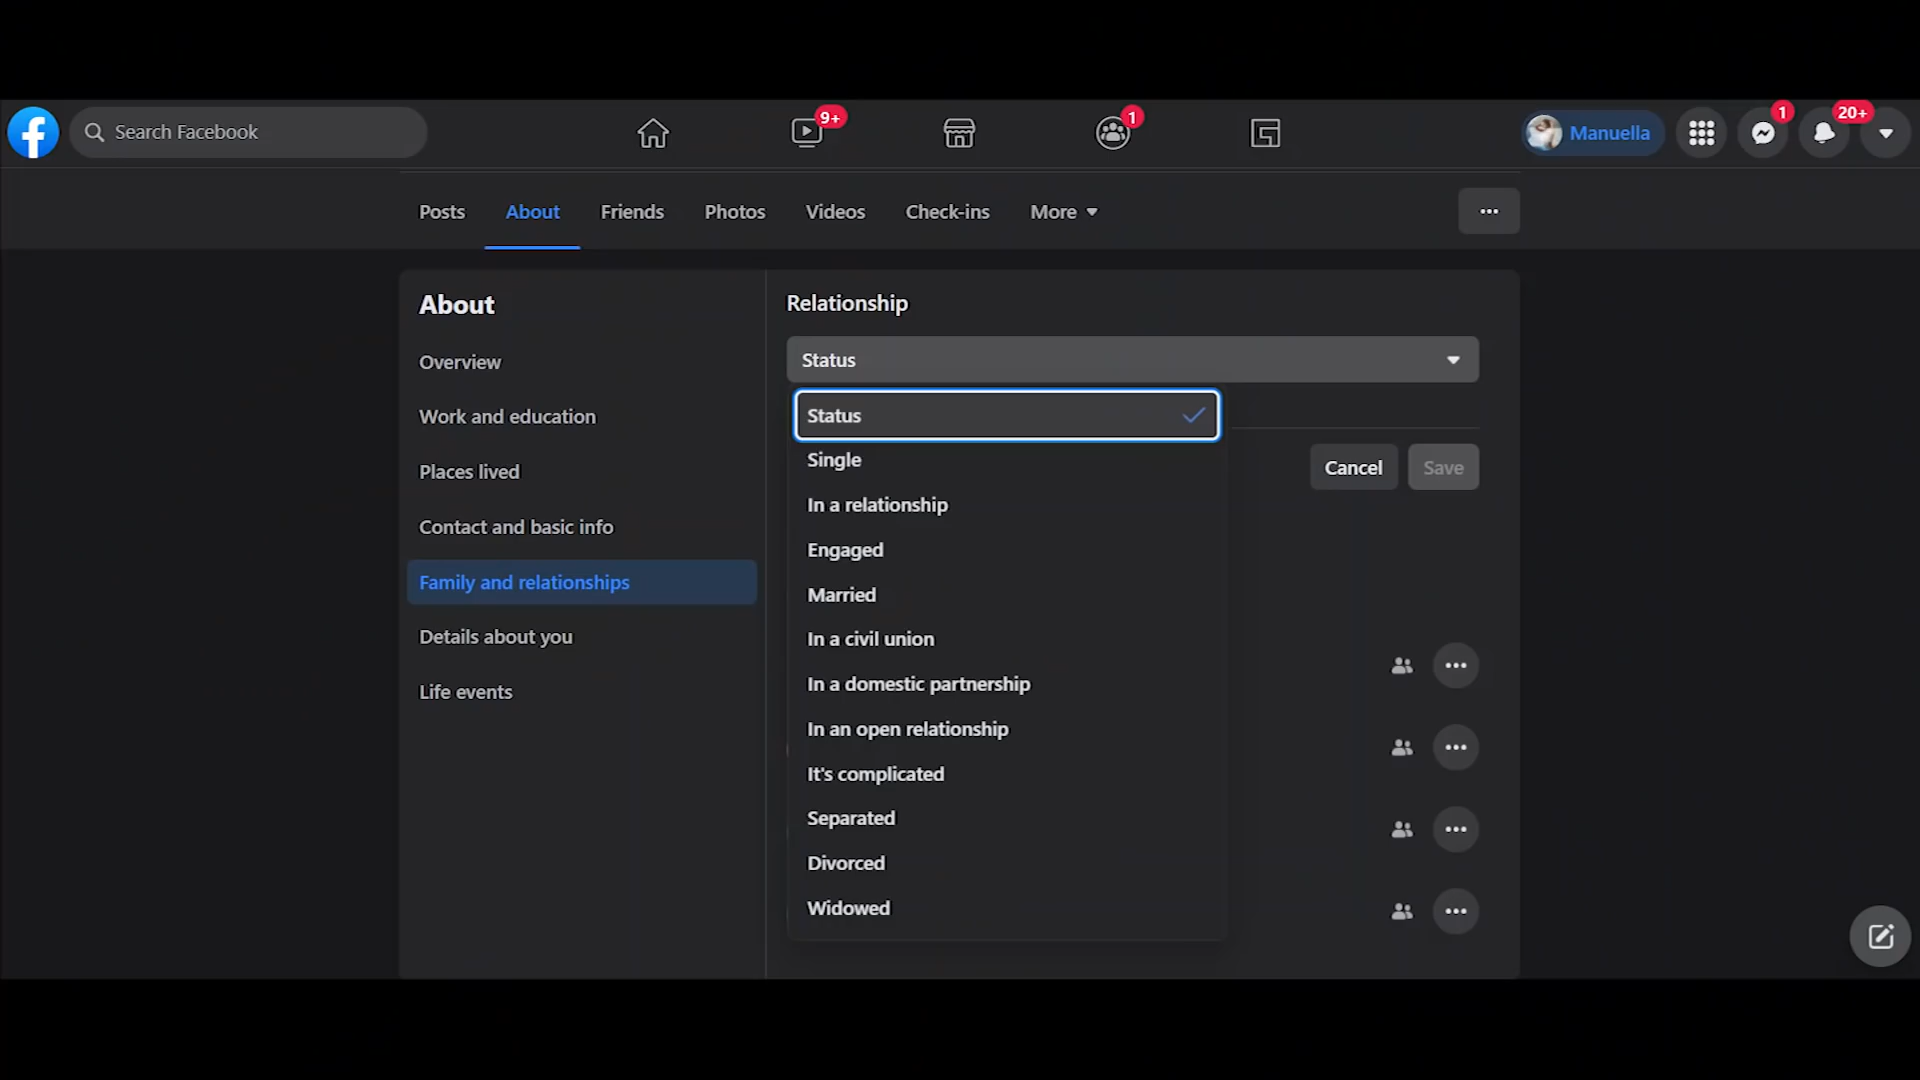 Search Facebook
9+
1
Manuella
1
20+
Posts
About
Friends
Photos
Videos
Check-ins
More
About
Overview
Work and education
Places lived
Contact and basic info
Family and relationships
Details about you
Life events
Relationship
Status
Status
Single
In a relationship
Engaged
Married
In a civil union
In a domestic partnership
In an open relationship
It's complicated
Separated
Divorced
Widowed
Cancel
Save